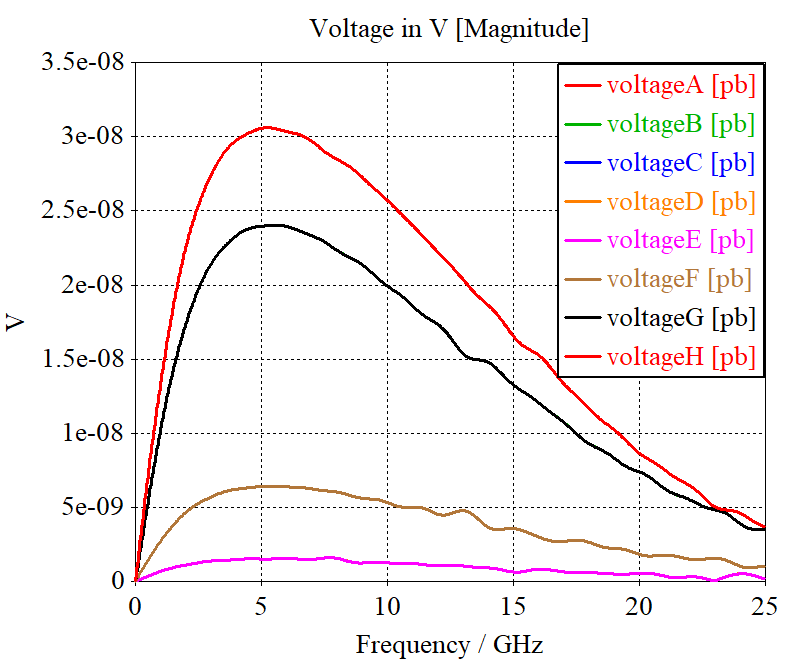 Voltage in V [Magnitude]
3.5e-08
3e-08
2.5e-08
2e-08
1.5e-08
1e-08
5e-09
0
V
voltageA [pb]
voltageB [pb]
voltageC [pb]
voltageD [pb]
voltageE [pb]
voltageF [pb]
voltageG [pb]
voltageH [pb]
0 5 10 15 20 25
Frequency / GHz